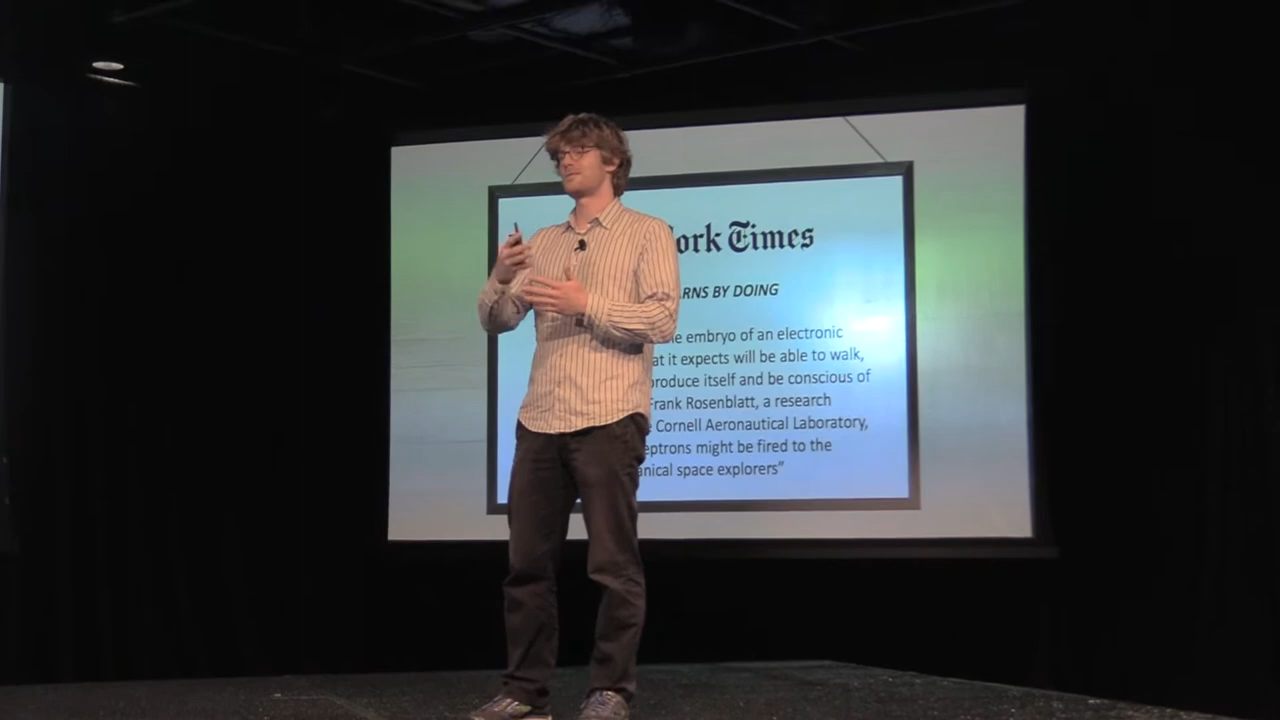 ork Times
RNS BY DOING
e embryo of an electronic
at it expects will be able to walk,
produce itself and be conscious of
Frank Rosenblatt, a research
Cornell Aeronautical Laboratory,
eptrons might be fired to the
anical space explorers”